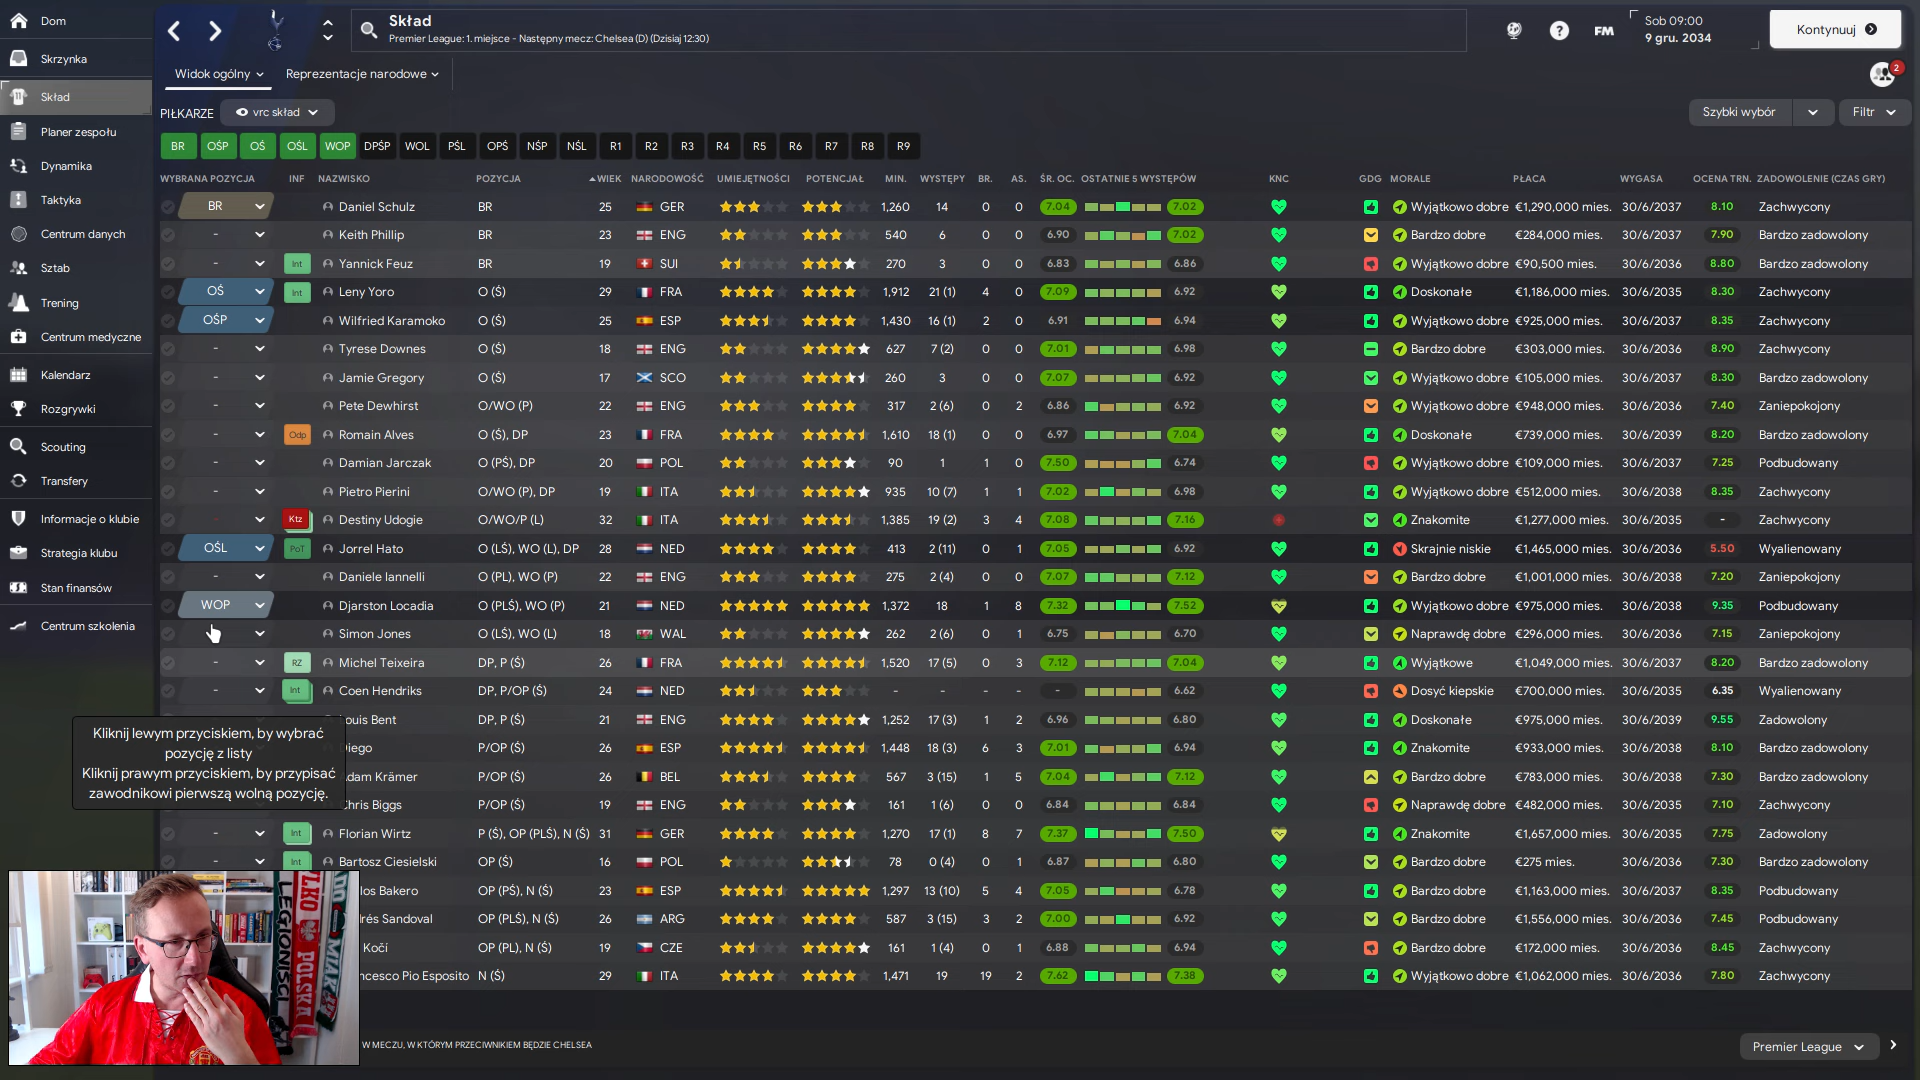 Dom
Skrzynka
Skład
Planer zespołu
Dynamika
Taktyka
Centrum danych
Sztab
Trening
Centrum medyczne
Kalendarz
Rozgrywki
Scouting
Transfery
Informacje o klubie
Strategia klubu
Stan finansów
Centrum szkolenia
Skład
Premier League: 1. miejsce - Następny mecz: Chelsea (D) (Dzisiaj 12:30)
FM
Sob 09:00
9 gru. 2034
Kontynuuj
2
Widok ogólny
Reprezentacje narodowe
PIŁKARZE
vrc skład
Szybki wybór
Filtr
BR OŚP OŚ OŚL WOP DPŚP WOL PŚL OPŚ NŚP NŚL R1 R2 R3 R4 R5 R6 R7 R8 R9
WYBRANA POZYCJA INF NAZWISKO POZYCJA WIEK NARODOWOŚĆ UMIEJĘTNOŚCI POTENCJAŁ MIN. WYSTĘPY BR. AS. ŚR. OC. OSTATNIE 5 WYSTĘPÓW KNC GDG MORALE PŁACA WYGASA OCENA TRN. ZADOWOLENIE (CZAS GRY)
BR Daniel Schulz BR 25 GER 1,260 14 0 0 7.04 7.02 Wyjątkowo dobre €1,290,000 mies. 30/6/2037 8.10 Zachwycony
- Keith Phillip BR 23 ENG 540 6 0 0 6.90 7.02 Bardzo dobre €284,000 mies. 30/6/2037 7.90 Bardzo zadowolony
- Int Yannick Feuz BR 19 SUI 270 3 0 0 6.83 6.86 Wyjątkowo dobre €90,500 mies. 30/6/2036 8.80 Bardzo zadowolony
OŚ Int Leny Yoro O (Ś) 29 FRA 1,912 21 (1) 4 0 7.09 6.92 Doskonałe €1,186,000 mies. 30/6/2035 8.30 Zachwycony
OŚP Wilfried Karamoko O (Ś) 25 ESP 1,430 16 (1) 2 0 6.91 6.94 Wyjątkowo dobre €925,000 mies. 30/6/2037 8.35 Zachwycony
- Tyrese Downes O (Ś) 18 ENG 627 7 (2) 0 0 7.01 6.98 Bardzo dobre €303,000 mies. 30/6/2036 8.90 Zachwycony
- Jamie Gregory O (Ś) 17 SCO 260 3 0 0 7.07 6.92 Wyjątkowo dobre €105,000 mies. 30/6/2037 8.30 Bardzo zadowolony
- Pete Dewhirst O/WO (P) 22 ENG 317 2 (6) 0 2 6.86 6.92 Wyjątkowo dobre €948,000 mies. 30/6/2036 7.40 Zaniepokojony
- Odp Romain Alves O (Ś), DP 23 FRA 1,610 18 (1) 0 0 6.97 7.04 Doskonałe €739,000 mies. 30/6/2039 8.20 Bardzo zadowolony
- Damian Jarczak O (PŚ), DP 20 POL 90 1 1 0 7.50 6.74 Wyjątkowo dobre €109,000 mies. 30/6/2037 7.25 Podbudowany
- Pietro Pierini O/WO (P), DP 19 ITA 935 10 (7) 1 1 7.02 6.98 Wyjątkowo dobre €512,000 mies. 30/6/2038 8.35 Zachwycony
- Ktz Destiny Udogie O/WO/P (L) 32 ITA 1,385 19 (2) 3 4 7.08 7.16 Znakomite €1,277,000 mies. 30/6/2035 - Zachwycony
OŚL PoT Jorrel Hato O (LŚ), WO (L), DP 28 NED 413 2 (11) 0 1 7.05 6.92 Skrajnie niskie €1,465,000 mies. 30/6/2038 5.50 Wyalienowany
- Daniele Iannelli O (PL), WO (P) 22 ENG 275 2 (4) 0 0 7.07 7.12 Bardzo dobre €1,001,000 mies. 30/6/2038 7.20 Zaniepokojony
WOP Djarston Locadia O (PLŚ), WO (P) 21 NED 1,372 18 1 8 7.32 7.52 Wyjątkowo dobre €975,000 mies. 30/6/2038 9.35 Podbudowany
Simon Jones O (LŚ), WO (L) 18 WAL 262 2 (6) 0 1 6.75 6.70 Naprawdę dobre €296,000 mies. 30/6/2036 7.15 Zaniepokojony
- RZ Michel Teixeira DP, P (Ś) 26 FRA 1,520 17 (5) 0 3 7.12 7.04 Wyjątkowe €1,049,000 mies. 30/6/2037 8.20 Bardzo zadowolony
- Int Coen Hendriks DP, P/OP (Ś) 24 NED - - - - - 6.62 Dosyć kiepskie €700,000 mies. 30/6/2035 6.35 Wyalienowany
ouis Bent DP, P (Ś) 21 ENG 1,252 17 (3) 1 2 6.96 6.80 Doskonałe €975,000 mies. 30/6/2039 9.55 Zadowolony
Diego P/OP (Ś) 26 ESP 1,448 18 (3) 6 3 7.01 6.94 Znakomite €933,000 mies. 30/6/2038 8.10 Bardzo zadowolony
dam Krämer P/OP (Ś) 26 BEL 567 3 (15) 1 5 7.04 7.12 Bardzo dobre €783,000 mies. 30/6/2038 7.30 Bardzo zadowolony
Chris Biggs P/OP (Ś) 19 ENG 161 1 (6) 0 0 6.84 6.84 Naprawdę dobre €482,000 mies. 30/6/2035 7.10 Zachwycony
- Int Florian Wirtz P (Ś), OP (PLŚ), N (Ś) 31 GER 1,270 17 (1) 8 7 7.37 7.50 Znakomite €1,657,000 mies. 30/6/2035 7.75 Zadowolony
- Int Bartosz Ciesielski OP (Ś) 16 POL 78 0 (4) 0 1 6.87 6.80 Bardzo dobre €275 mies. 30/6/2036 7.30 Bardzo zadowolony
los Bakero OP (PŚ), N (Ś) 23 ESP 1,297 13 (10) 5 4 7.05 6.78 Bardzo dobre €1,163,000 mies. 30/6/2037 8.35 Podbudowany
drés Sandoval OP (PLŚ), N (Ś) 26 ARG 587 3 (15) 3 2 7.00 6.92 Bardzo dobre €1,556,000 mies. 30/6/2036 7.45 Podbudowany
Kočí OP (PL), N (Ś) 19 CZE 161 1 (4) 0 1 6.88 6.94 Bardzo dobre €172,000 mies. 30/6/2036 8.45 Zachwycony
ncesco Pio Esposito N (Ś) 29 ITA 1,471 19 19 2 7.62 7.38 Wyjątkowo dobre €1,062,000 mies. 30/6/2036 7.80 Zachwycony
Kliknij lewym przyciskiem, by wybrać
pozycję z listy
Kliknij prawym przyciskiem, by przypisać
zawodnikowi pierwszą wolną pozycję.
LEGIONIŚCI
POLSKA
W MECZU, W KTÓRYM PRZECIWNIKIEM BĘDZIE CHELSEA
Premier League